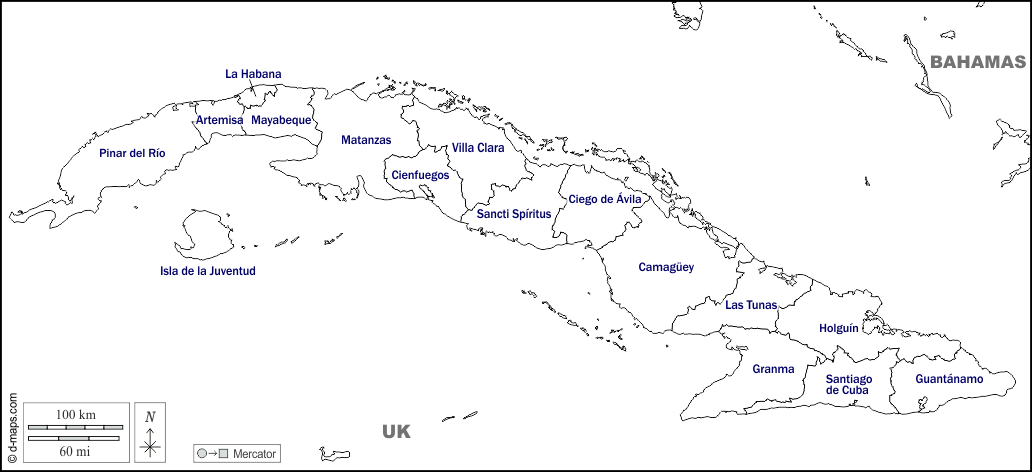 BAHAMAS
La Habana
Artemisa
Mayabeque
Matanzas
Pinar del Río
Villa Clara
Cienfuegos
Ciego de Ávila
Sancti Spíritus
Isla de la Juventud
Camagüey
Las Tunas
Holguín
Granma
Santiago
de Cuba
Guantánamo
UK
100 km
60 mi
N
Mercator
© d-maps.com